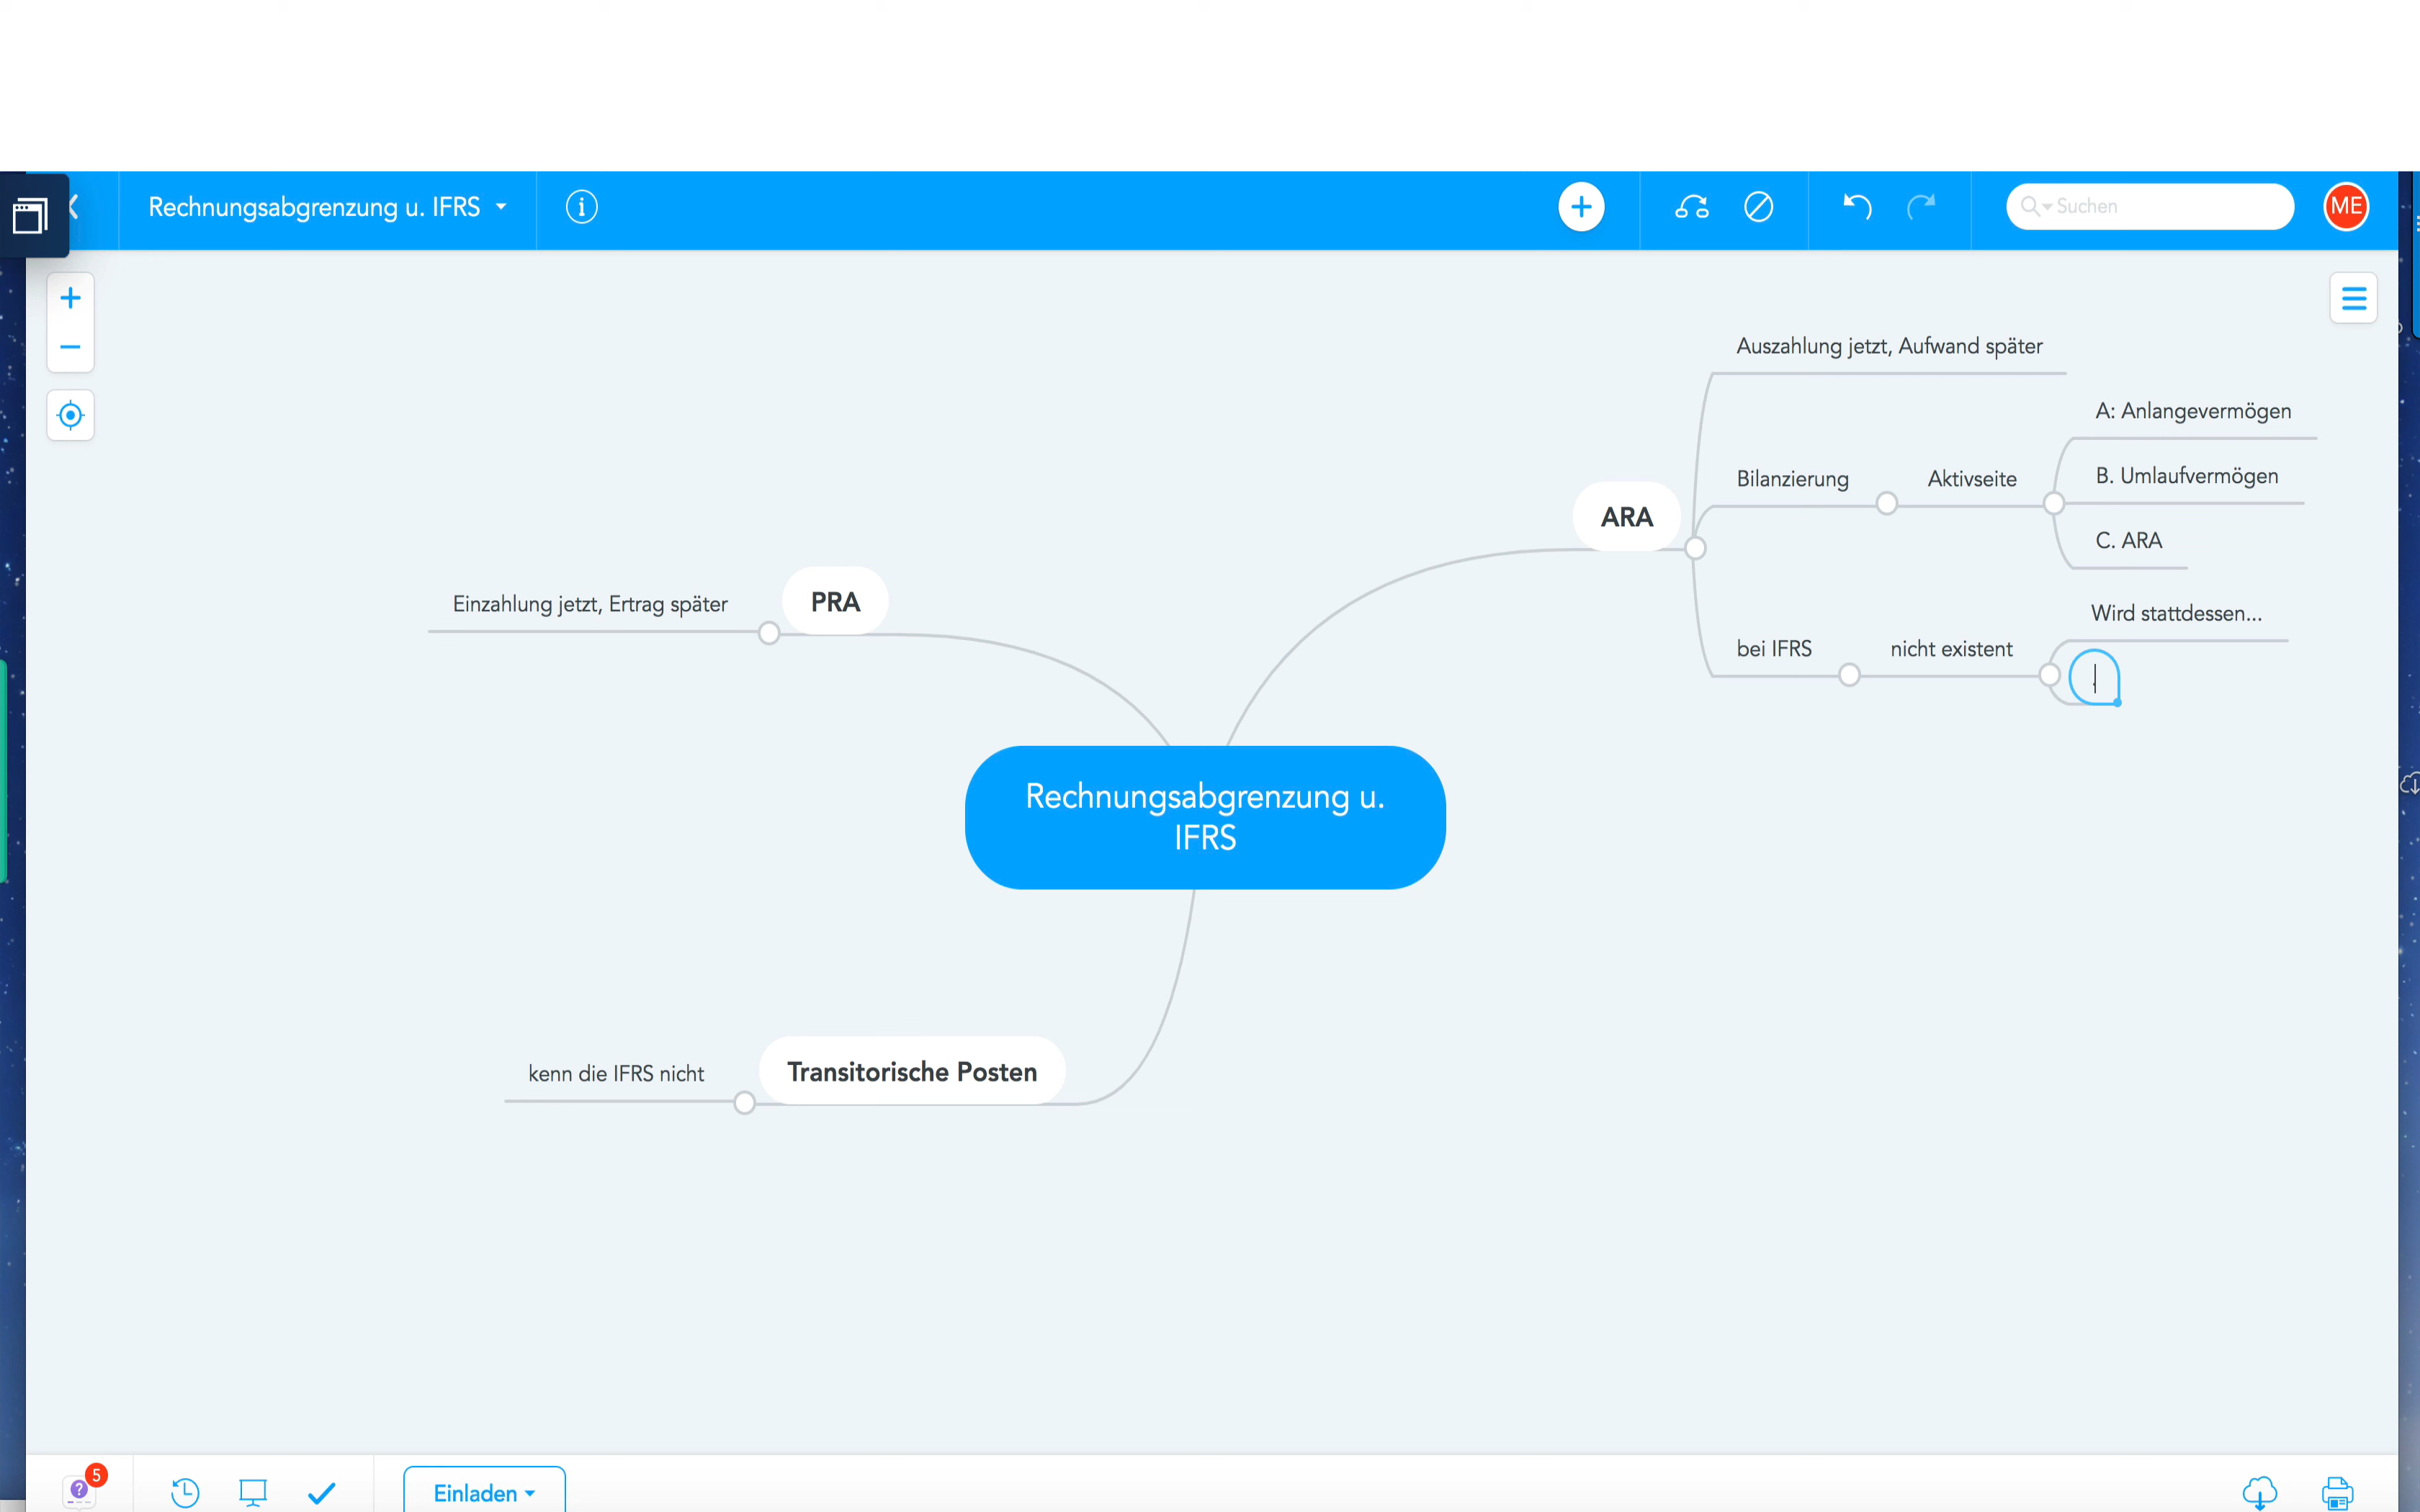 Rechnungsabgrenzung u. IFRS
Suchen
ME
Auszahlung jetzt, Aufwand später
A: Anlangevermögen
Bilanzierung
Aktivseite
B. Umlaufvermögen
ARA
C. ARA
Einzahlung jetzt, Ertrag später
PRA
Wird stattdessen...
bei IFRS
nicht existent
Rechnungsabgrenzung u.
IFRS
kenn die IFRS nicht
Transitorische Posten
5
?
Einladen